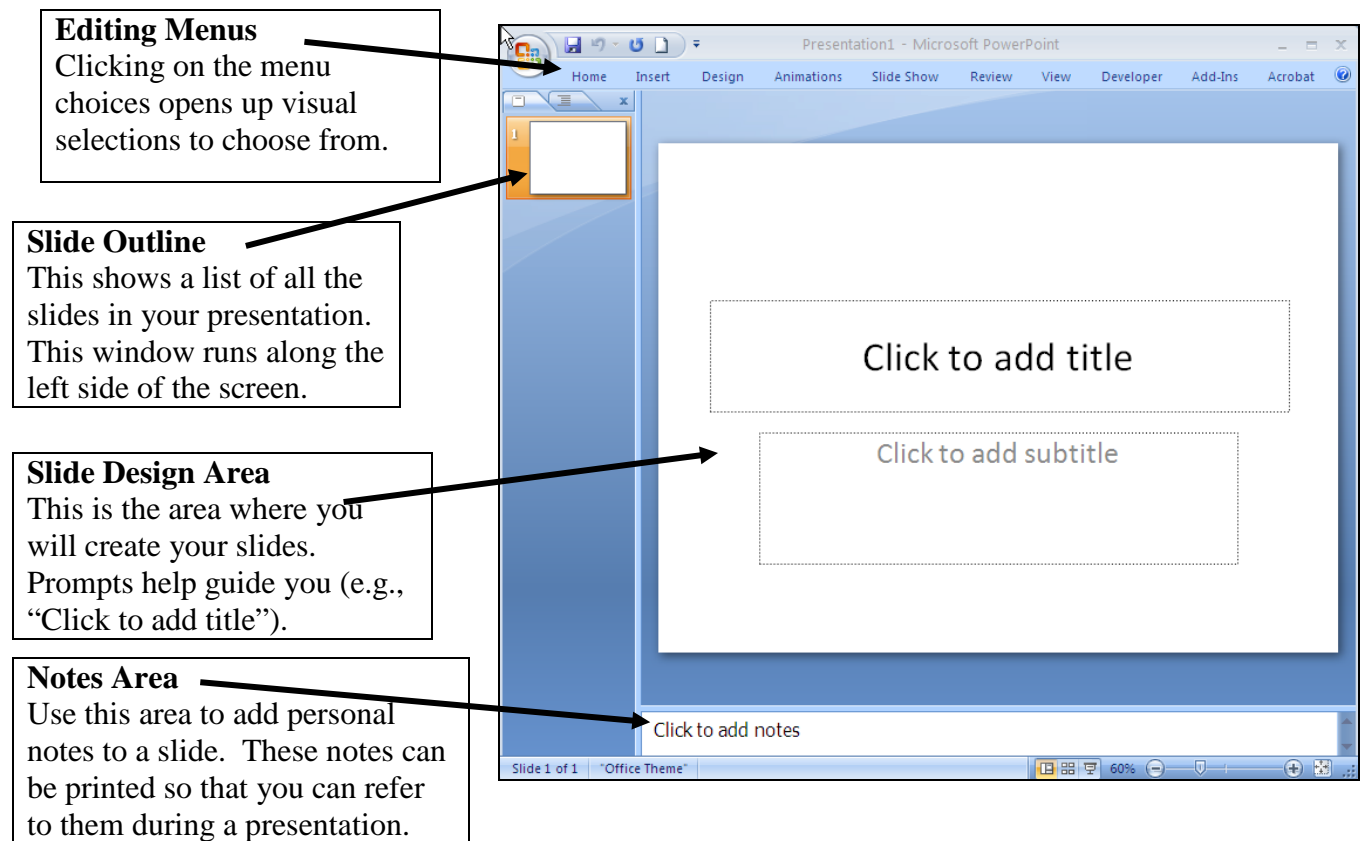 Editing Menus
Clicking on the menu
choices opens up visual
selections to choose from.
Slide Outline
This shows a list of all the
slides in your presentation.
This window runs along the
left side of the screen.
Slide Design Area
This is the area where you
will create your slides.
Prompts help guide you (e.g.,
“Click to add title”).
Notes Area
Use this area to add personal
notes to a slide.  These notes can
be printed so that you can refer
to them during a presentation.
Presentation1 - Microsoft PowerPoint
Home Insert Design Animations Slide Show Review View Developer Add-Ins Acrobat
1
Click to add title
Click to add subtitle
Click to add notes
Slide 1 of 1 "Office Theme" 60%